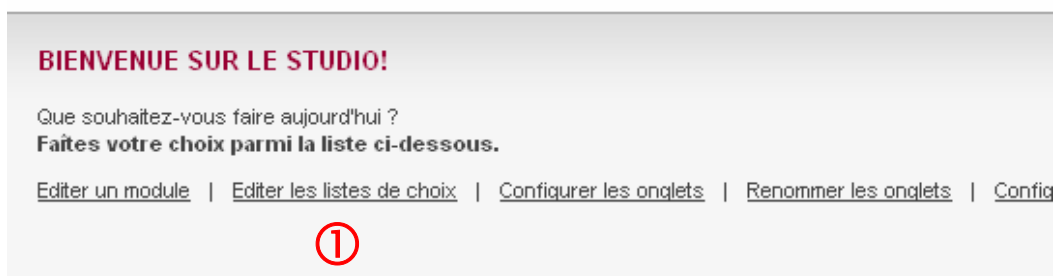 BIENVENUE SUR LE STUDIO!
Que souhaitez-vous faire aujourd'hui ?
Faîtes votre choix parmi la liste ci-dessous.
Editer un module | Editer les listes de choix | Configurer les onglets | Renommer les onglets | Config
①